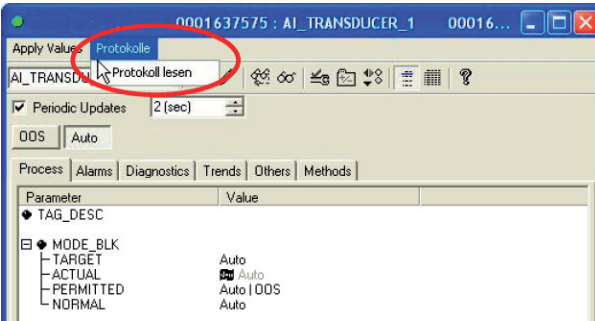 0001637575 : AI_TRANSDUCER_1 00016...
Apply Values Protokolle
Protokoll lesen
AI_TRANSDU
Periodic Updates 2 (sec)
OOS Auto
Process Alarms Diagnostics Trends Others Methods
Parameter Value
TAG_DESC
MODE_BLK
TARGET Auto
ACTUAL Auto
PERMITTED Auto | OOS
NORMAL Auto